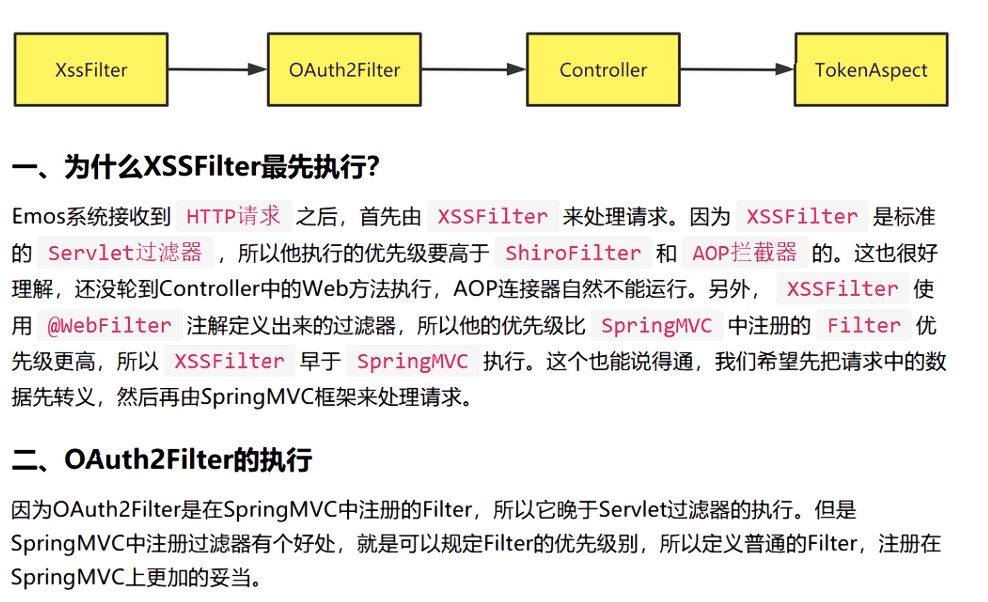 XssFilter
OAuth2Filter
Controller
TokenAspect
一、为什么XSSFilter最先执行?
Emos系统接收到 HTTP请求 之后，首先由 XSSFilter 来处理请求。因为 XSSFilter 是标准
的 Servlet过滤器 ，所以他执行的优先级要高于 ShiroFilter 和 AOP拦截器 的。这也很好
理解，还没轮到Controller中的Web方法执行，AOP连接器自然不能运行。另外， XSSFilter 使
用 @WebFilter 注解定义出来的过滤器，所以他的优先级比 SpringMVC 中注册的 Filter 优
先级更高，所以 XSSFilter 早于 SpringMVC 执行。这个也能说得通，我们希望先把请求中的数
据先转义，然后再由SpringMVC框架来处理请求。
二、OAuth2Filter的执行
因为OAuth2Filter是在SpringMVC中注册的Filter，所以它晚于Servlet过滤器的执行。但是
SpringMVC中注册过滤器有个好处，就是可以规定Filter的优先级别，所以定义普通的Filter，注册在
SpringMVC上更加的妥当。